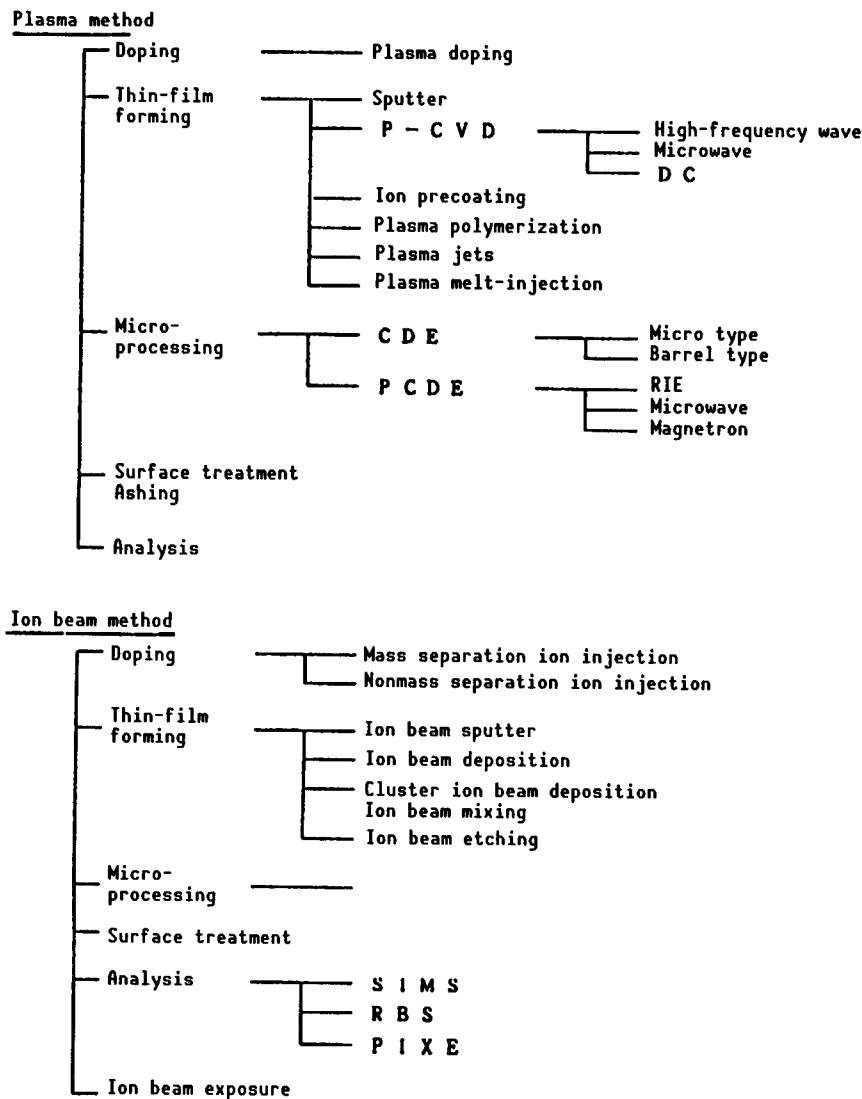 Plasma method
Doping Plasma doping
Thin-film forming Sputter
P - C V D High-frequency wave
Microwave
D C
Ion precoating
Plasma polymerization
Plasma jets
Plasma melt-injection
Micro-
processing C D E Micro type
Barrel type
P C D E RIE
Microwave
Magnetron
Surface treatment
Ashing
Analysis
Ion beam method
Doping Mass separation ion injection
Nonmass separation ion injection
Thin-film
forming Ion beam sputter
Ion beam deposition
Cluster ion beam deposition
Ion beam mixing
Ion beam etching
Micro-
processing
Surface treatment
Analysis S I M S
R B S
P I X E
Ion beam exposure